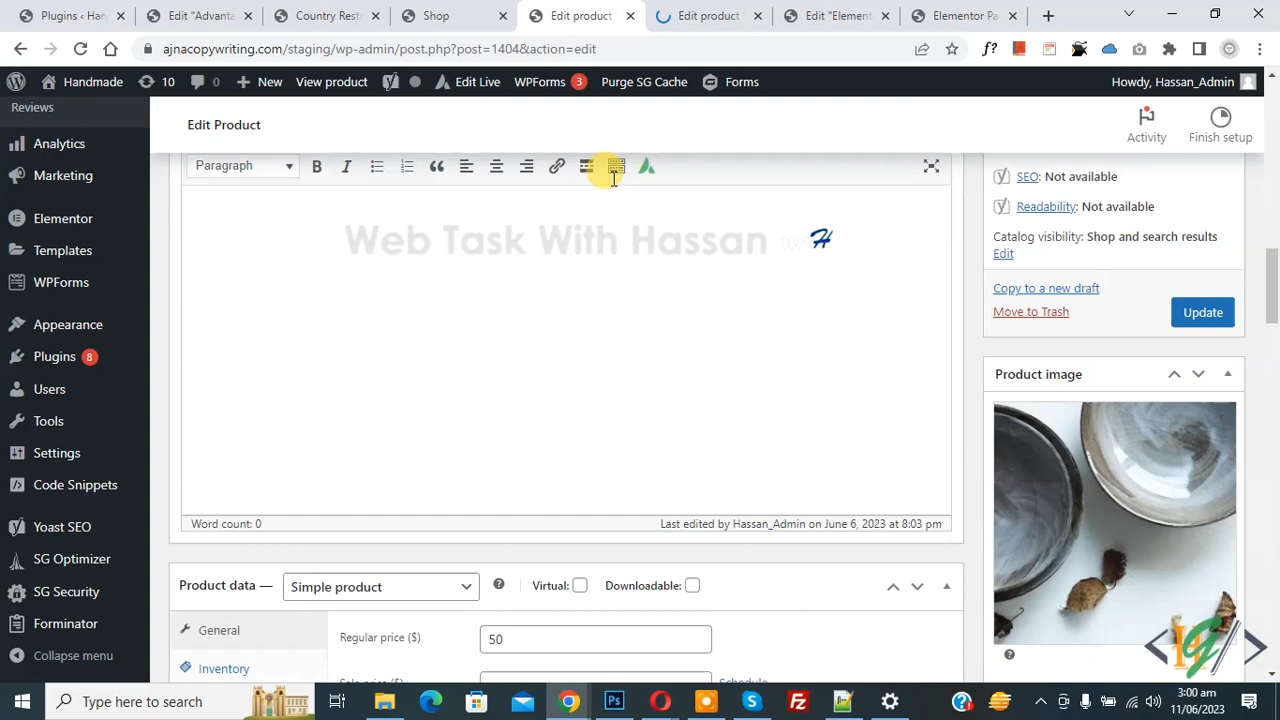 Plugins ‹ Han
Edit "Advanta
Country Rest
Shop
Edit product "
Edit product "
Edit "Element
Elementor Pa
ajnacopywriting.com/staging/wp-admin/post.php?post=1404&action=edit
Handmade
10
0
New
View product
Edit Live
WPForms 3
Purge SG Cache
Forms
Howdy, Hassan_Admin
Reviews
Analytics
Marketing
Elementor
Templates
WPForms
Appearance
Plugins 8
Users
Tools
Settings
Code Snippets
Yoast SEO
SG Optimizer
SG Security
Forminator
Collapse menu
Edit Product
Activity
Finish setup
Paragraph
Web Task With Hassan
Word count: 0
Last edited by Hassan_Admin on June 6, 2023 at 8:03 pm
SEO: Not available
Readability: Not available
Catalog visibility: Shop and search results
Edit
Copy to a new draft
Move to Trash
Update
Product image
Product data —
Simple product
Virtual:
Downloadable:
General
Inventory
Regular price ($)
50
Sale price ($)
Schedule
Type here to search
3:00 am
11/06/2023